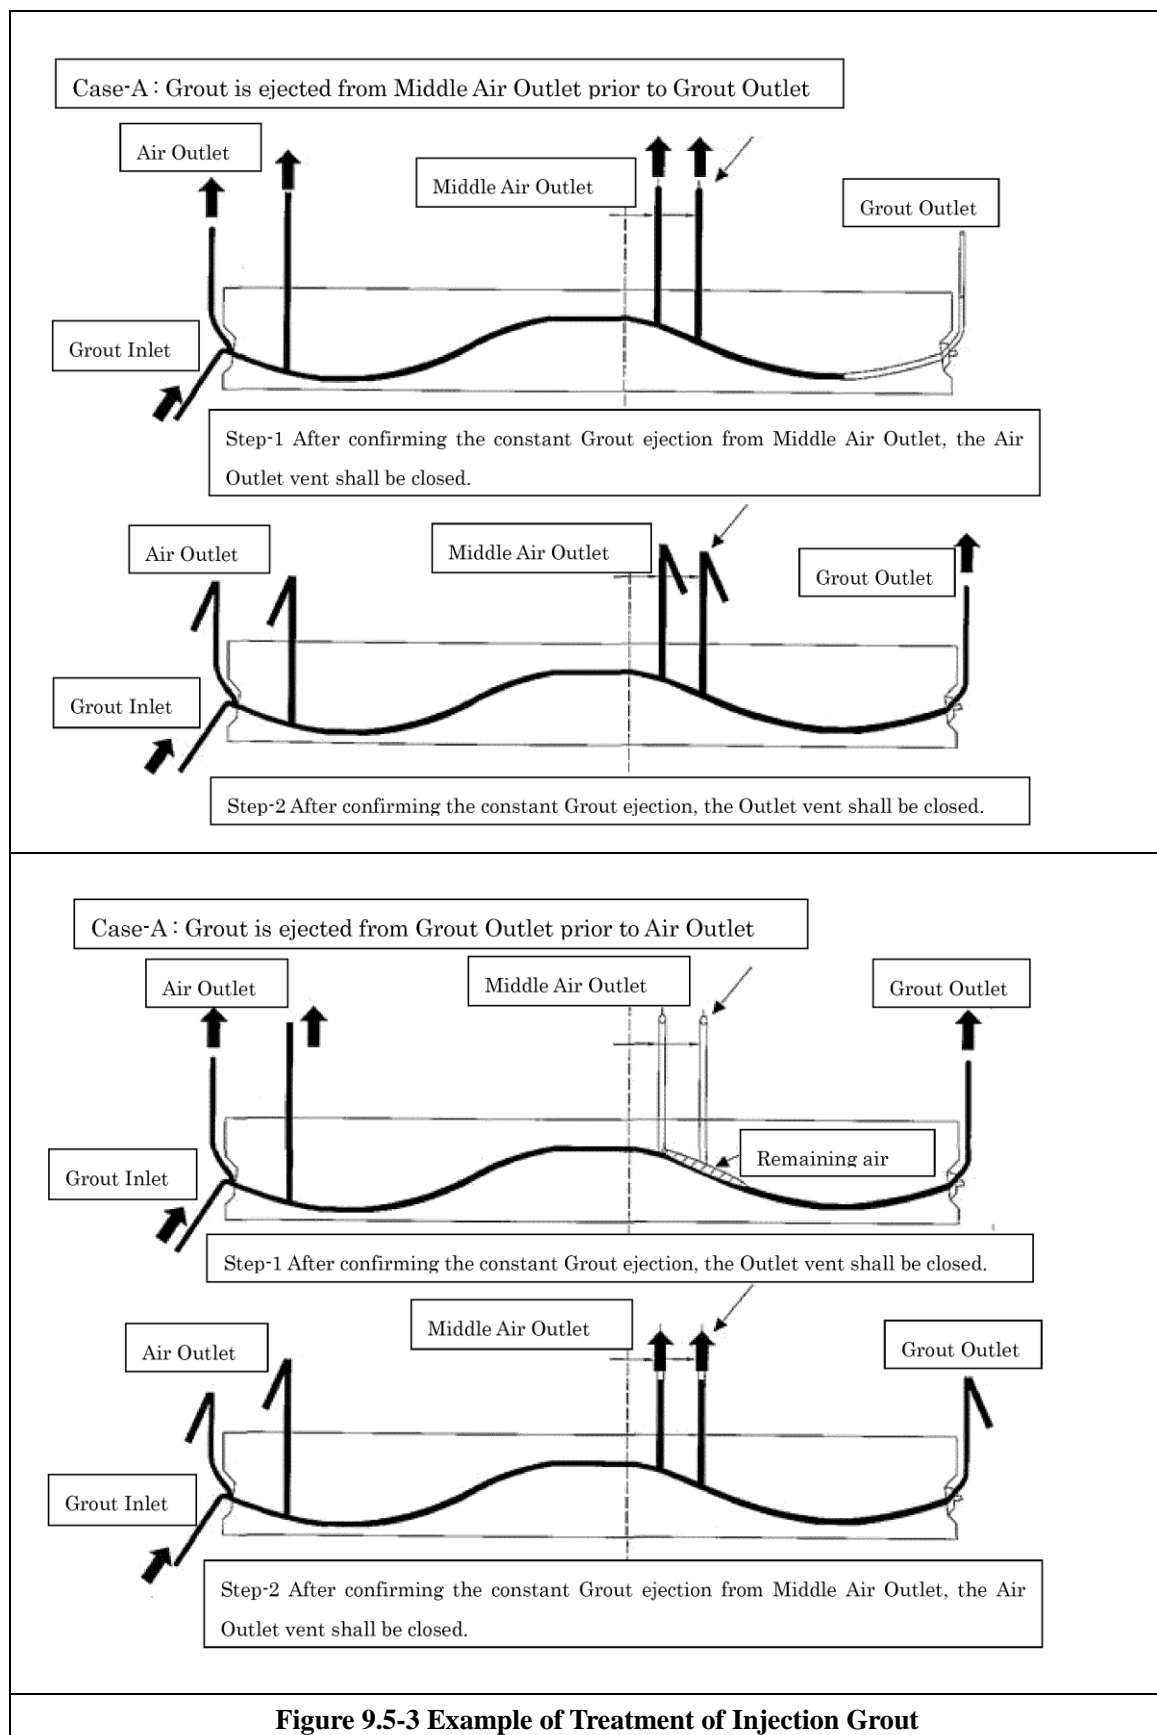 Case-A : Grout is ejected from Middle Air Outlet prior to Grout Outlet
Air Outlet
Middle Air Outlet
Grout Outlet
Grout Inlet
Step-1 After confirming the constant Grout ejection from Middle Air Outlet, the Air
Outlet vent shall be closed.
Air Outlet
Middle Air Outlet
Grout Outlet
Grout Inlet
Step-2 After confirming the constant Grout ejection, the Outlet vent shall be closed.
Case-A : Grout is ejected from Grout Outlet prior to Air Outlet
Air Outlet
Middle Air Outlet
Grout Outlet
Remaining air
Grout Inlet
Step-1 After confirming the constant Grout ejection, the Outlet vent shall be closed.
Air Outlet
Middle Air Outlet
Grout Outlet
Grout Inlet
Step-2 After confirming the constant Grout ejection from Middle Air Outlet, the Air
Outlet vent shall be closed.
Figure 9.5-3 Example of Treatment of Injection Grout